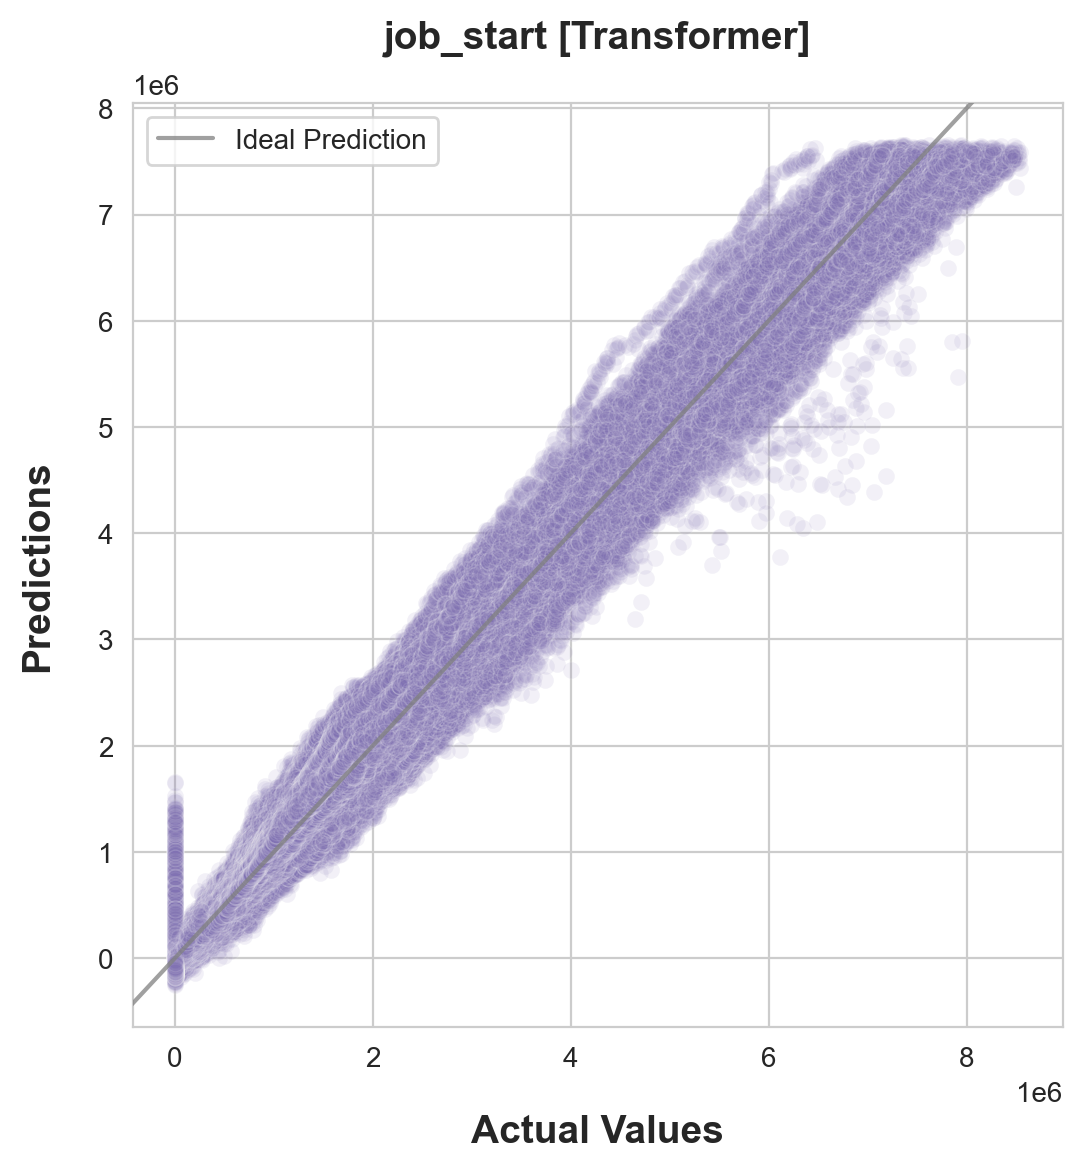 job_start [Transformer]
1e6
8
Ideal Prediction
7
6
5
4
3
2
1
0
Predictions
0 2 4 6 8
1e6
Actual Values